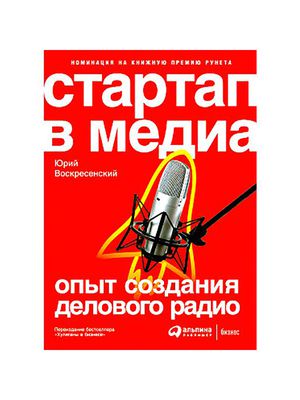 НОМИНАЦИЯ НА КНИЖНУЮ ПРЕМИЮ РУНЕТА
стартап
в медиа
Юрий
Воскресенский
опыт создания
делового радио
Переиздание бестселлера
«Хулиганы в бизнесе»
альпина
ПАБЛИШЕР
бизнес